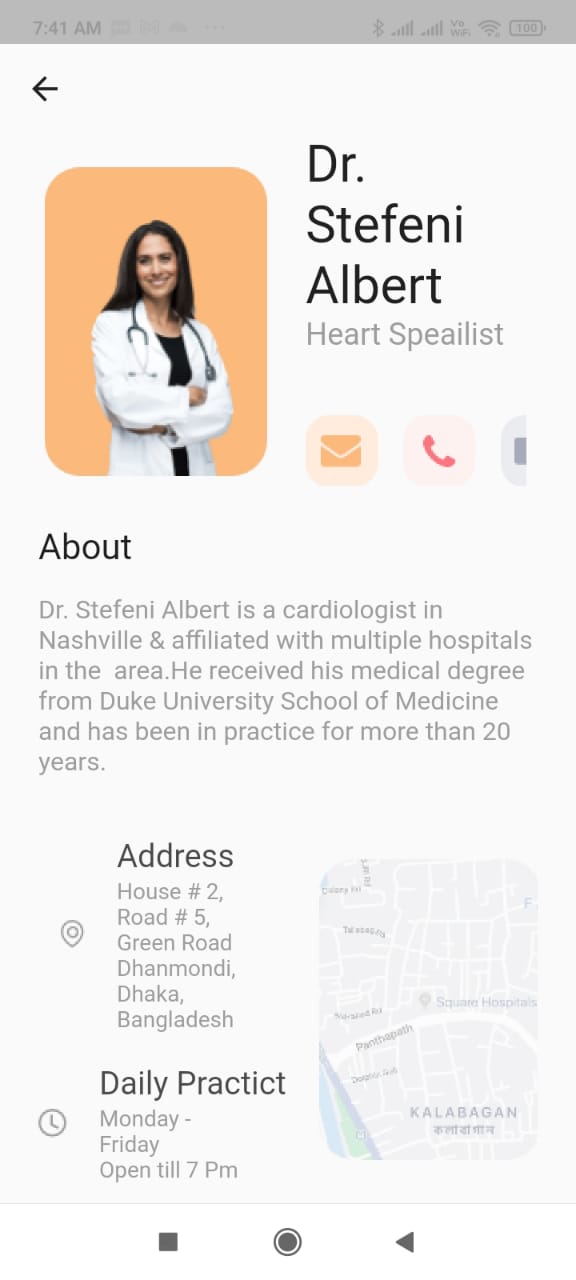 7:41 AM
Vo
WiFi
100
Dr.
Stefeni
Albert
Heart Speailist
About
Dr. Stefeni Albert is a cardiologist in
Nashville & affiliated with multiple hospitals
in the  area.He received his medical degree
from Duke University School of Medicine
and has been in practice for more than 20
years.
Address
House # 2,
Road # 5,
Green Road
Dhanmondi,
Dhaka,
Bangladesh
Daily Practict
Monday -
Friday
Open till 7 Pm
F
Square Hospitals
Panthapath
KALABAGAN
কলাবাগান